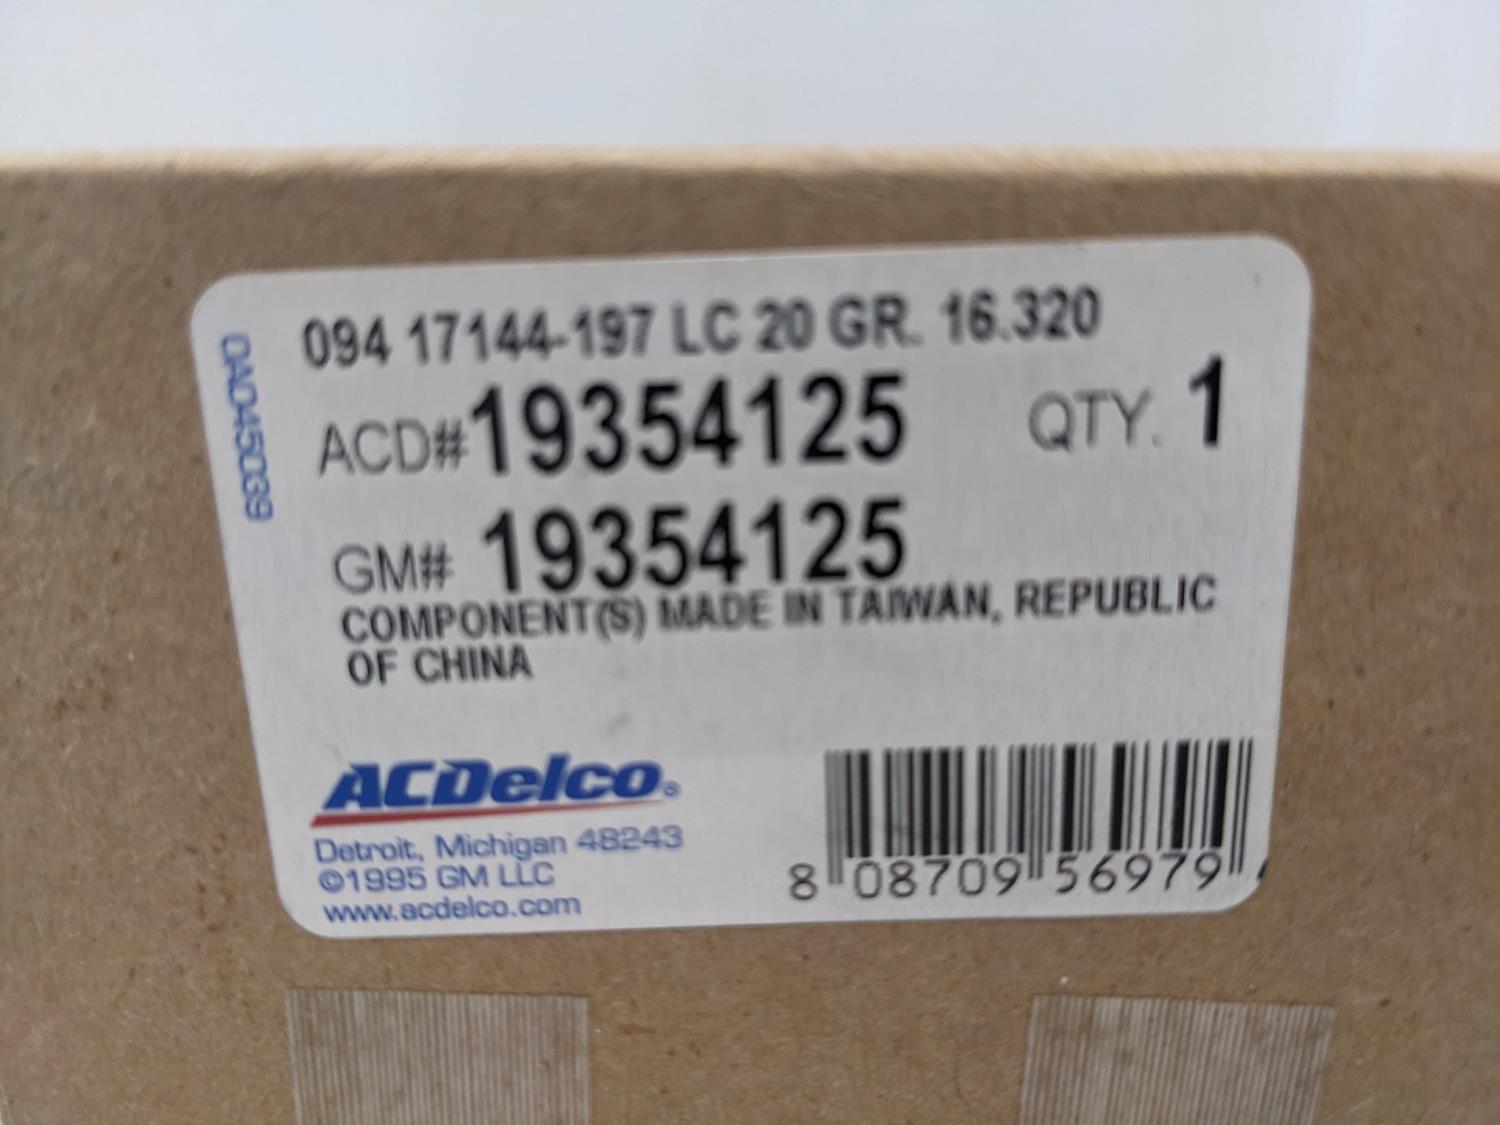 094 17144-197 LC 20 GR. 16.320
ACD# 19354125 QTY. 1
GM# 19354125
COMPONENT(S) MADE IN TAIWAN, REPUBLIC
OF CHINA
0A045039
ACDelco®
Detroit, Michigan 48243
©1995 GM LLC
www.acdelco.com
8 08709 56979